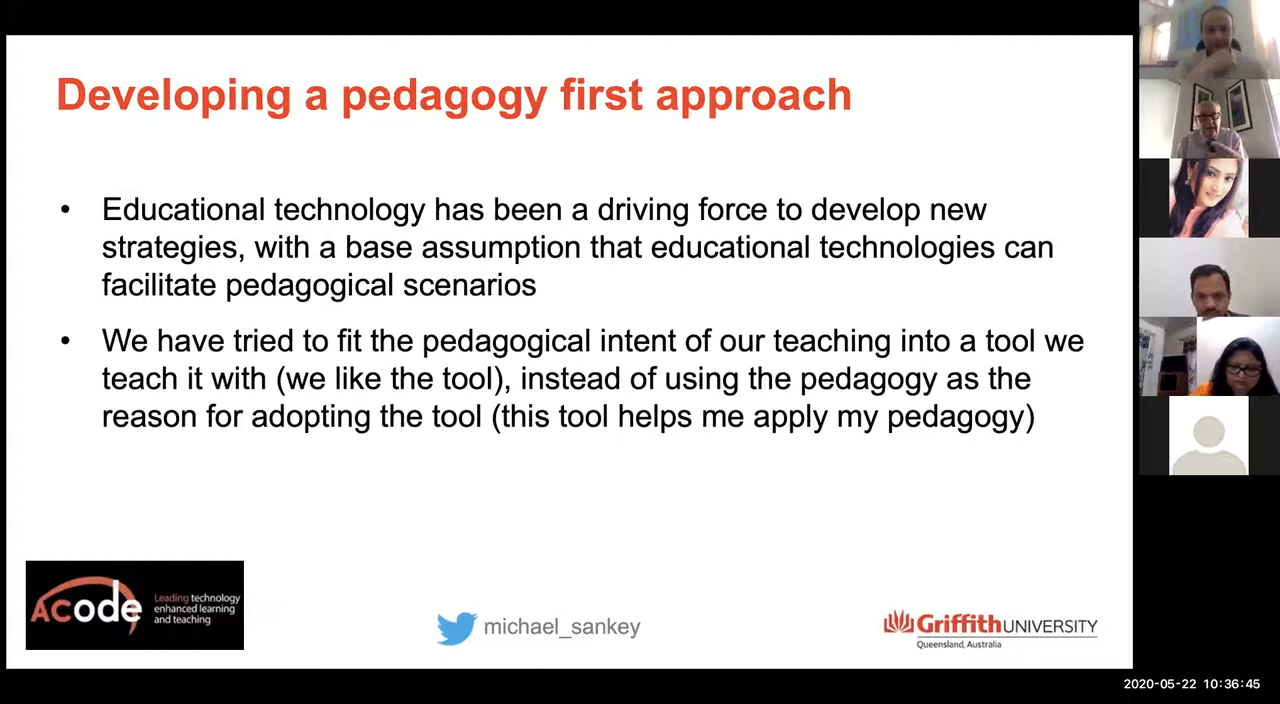 Developing a pedagogy first approach
• Educational technology has been a driving force to develop new
strategies, with a base assumption that educational technologies can
facilitate pedagogical scenarios
• We have tried to fit the pedagogical intent of our teaching into a tool we
teach it with (we like the tool), instead of using the pedagogy as the
reason for adopting the tool (this tool helps me apply my pedagogy)
ACode
Leading technology
enhanced learning
and teaching
michael_sankey
Griffith UNIVERSITY
Queensland, Australia
2020-05-22 10:36:45